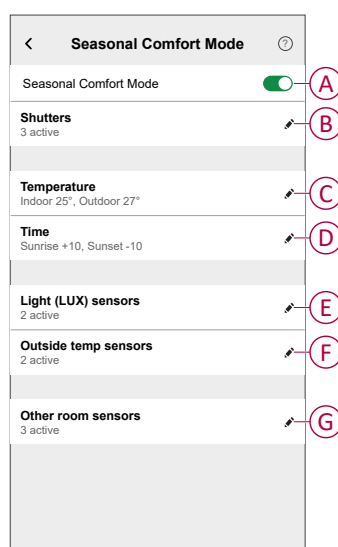 Seasonal Comfort Mode ?
Seasonal Comfort Mode A
Shutters
3 active
B
Temperature
Indoor 25°, Outdoor 27°
C
Time
Sunrise +10, Sunset -10
D
Light (LUX) sensors
2 active
E
Outside temp sensors
2 active
F
Other room sensors
3 active
G